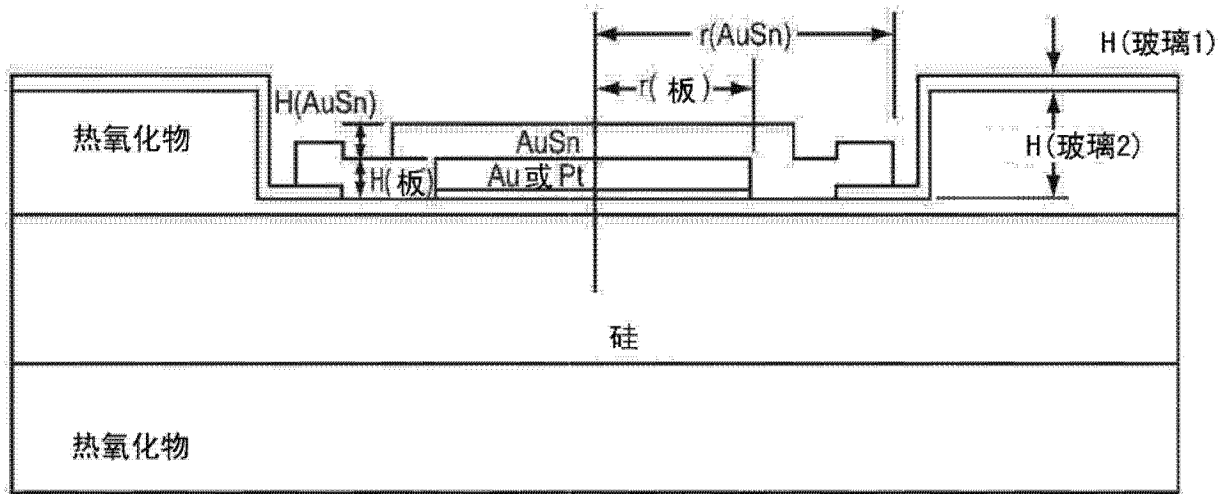 r(AuSn)
H(玻璃1)
r(板)
H(AuSn)
热氧化物
AuSn
H(玻璃2)
H(板)
Au或Pt
硅
热氧化物